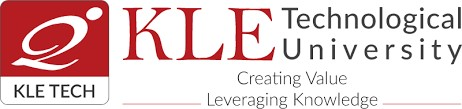 KLE TECH
KLE Technological
University
Creating Value
Leveraging Knowledge